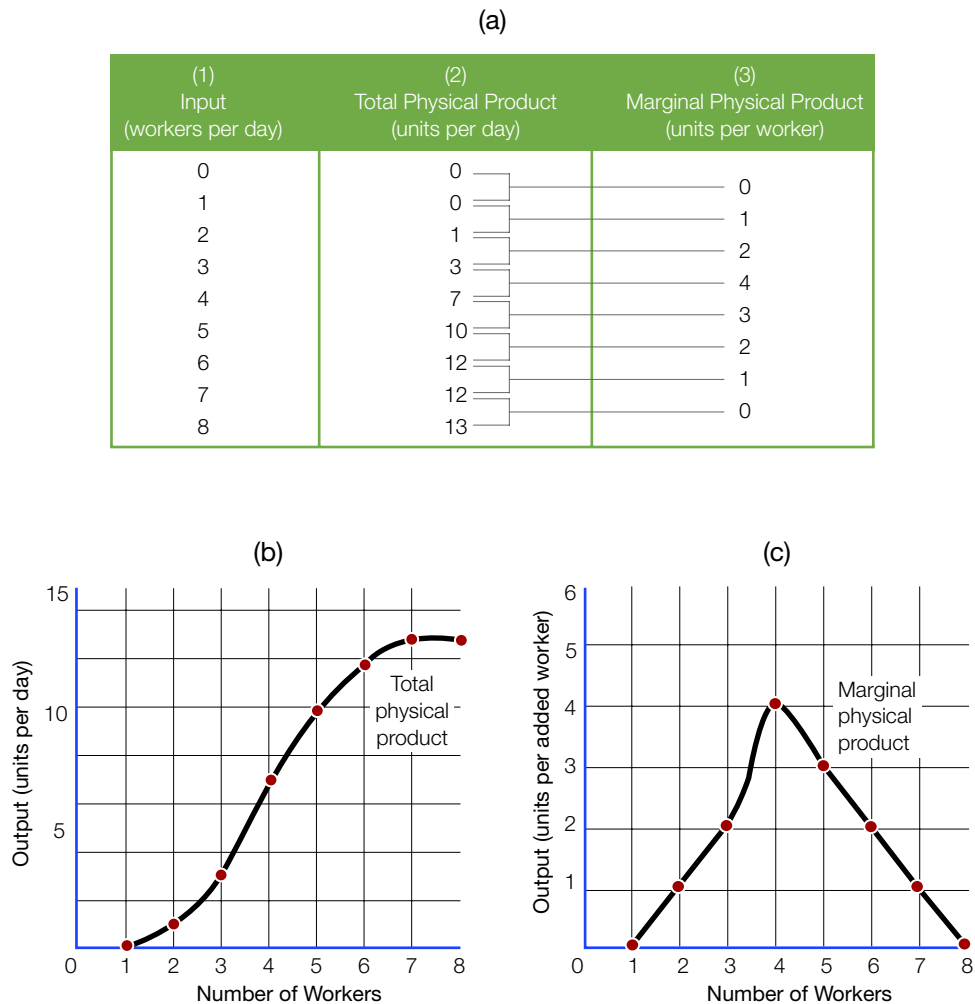 (a)
(1) (2) (3)
Input Total Physical Product Marginal Physical Product
(workers per day) (units per day) (units per worker)
0 0
0
1 0
1
2 1
2
3 3
4
4 7
3
5 10
2
6 12
1
7 12
0
8 13
(b)
15
10
5
0 1 2 3 4 5 6 7 8
Output (units per day)
Total
physical
product
Number of Workers
(c)
6
5
4
3
2
1
0 1 2 3 4 5 6 7 8
Output (units per added worker)
Marginal
physical
product
Number of Workers